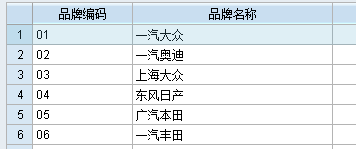 品牌编码 品牌名称
1 01 一汽大众
2 02 一汽奥迪
3 03 上海大众
4 04 东风日产
5 05 广汽本田
6 06 一汽丰田